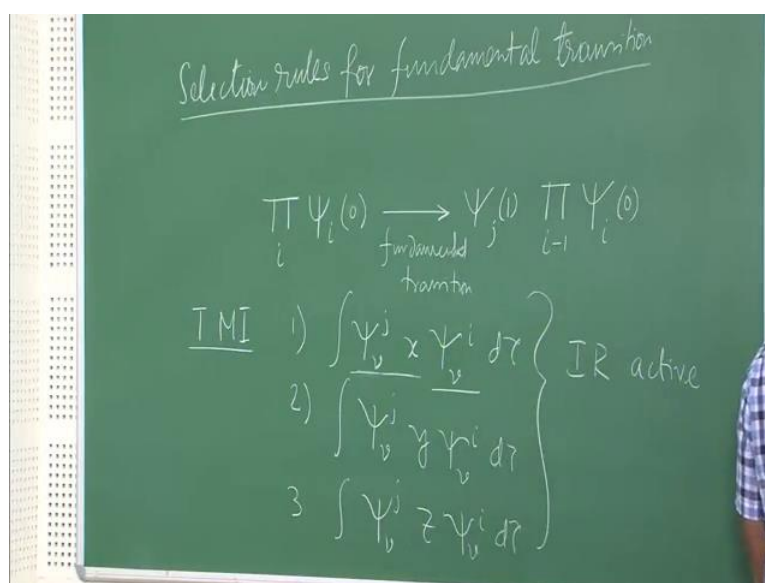 Selection rules for fundamental transition
∏ᵢ Ψᵢ(0) ⟶ Ψⱼ(1) ∏ᵢ₋₁ Ψᵢ(0)
fundamental
transition
TMI 1) ∫ Ψᵥʲ x Ψᵥⁱ dτ } IR active
2) ∫ Ψᵥʲ y Ψᵥⁱ dτ
3 ∫ Ψᵥʲ z Ψᵥⁱ dτ